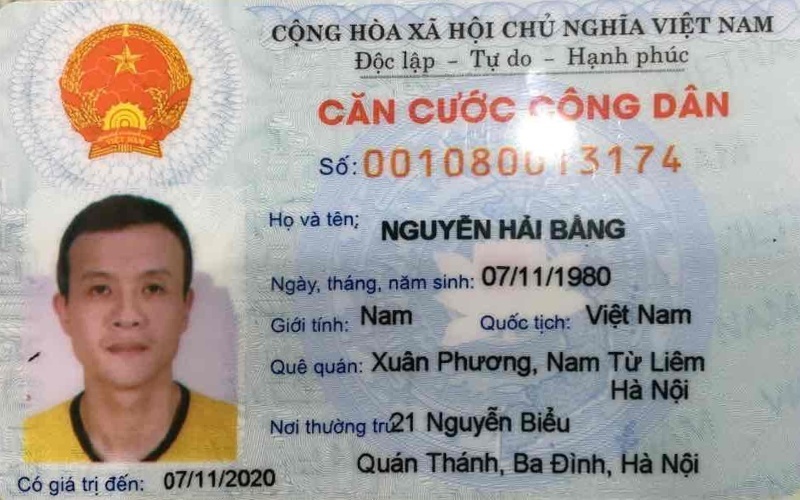 CỘNG HÒA XÃ HỘI CHỦ NGHĨA VIỆT NAM
Độc lập - Tự do - Hạnh phúc
CĂN CƯỚC CÔNG DÂN
Số: 001080013174
Họ và tên: NGUYỄN HẢI BẰNG
Ngày, tháng, năm sinh: 07/11/1980
Giới tính: Nam Quốc tịch: Việt Nam
Quê quán: Xuân Phương, Nam Từ Liêm
Hà Nội
Nơi thường trú: 21 Nguyễn Biểu
Quán Thánh, Ba Đình, Hà Nội
Có giá trị đến: 07/11/2020
VIỆT NAM